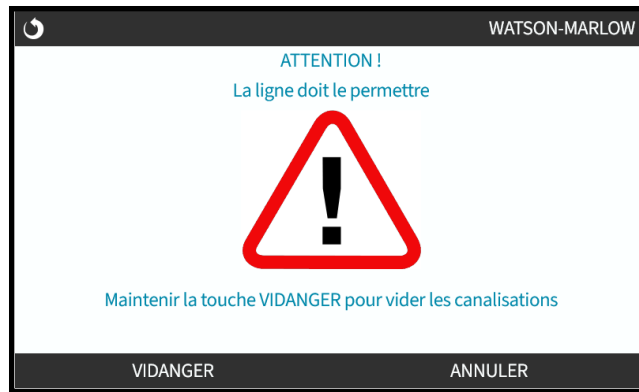 WATSON-MARLOW
ATTENTION !
La ligne doit le permettre
Maintenir la touche VIDANGER pour vider les canalisations
VIDANGER
ANNULER